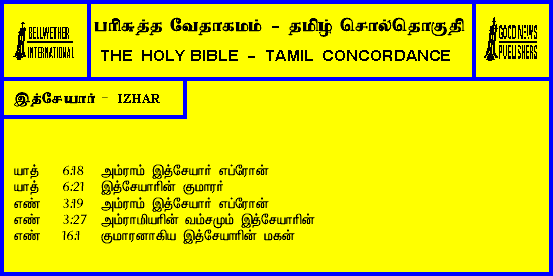 BELLWETHER
INTERNATIONAL
பரிசுத்த வேதாகமம் - தமிழ் சொல்தொகுதி
THE HOLY BIBLE - TAMIL CONCORDANCE
GOOD NEWS
PUBLISHERS
இத்சேயார் - IZHAR
யாத் 6:18 அம்ராம் இத்சேயார் எப்ரோன்
யாத் 6:21 இத்சேயாரின் குமாரர்
எண் 3:19 அம்ராம் இத்சேயார் எப்ரோன்
எண் 3:27 அம்ராமியரின் வம்சமும் இத்சேயாரின்
எண் 16:1 குமாரனாகிய இத்சேயாரின் மகன்